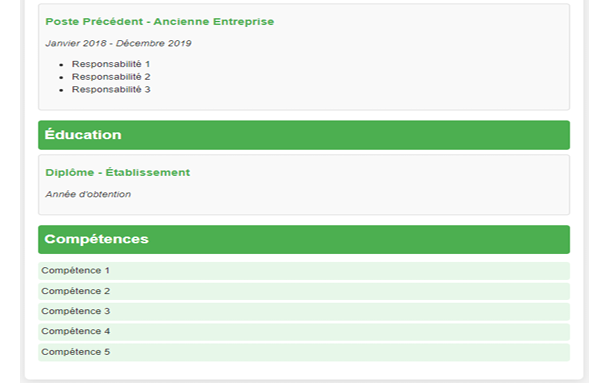 Poste Précédent - Ancienne Entreprise
Janvier 2018 - Décembre 2019
Responsabilité 1
Responsabilité 2
Responsabilité 3
Éducation
Diplôme - Établissement
Année d'obtention
Compétences
Compétence 1
Compétence 2
Compétence 3
Compétence 4
Compétence 5